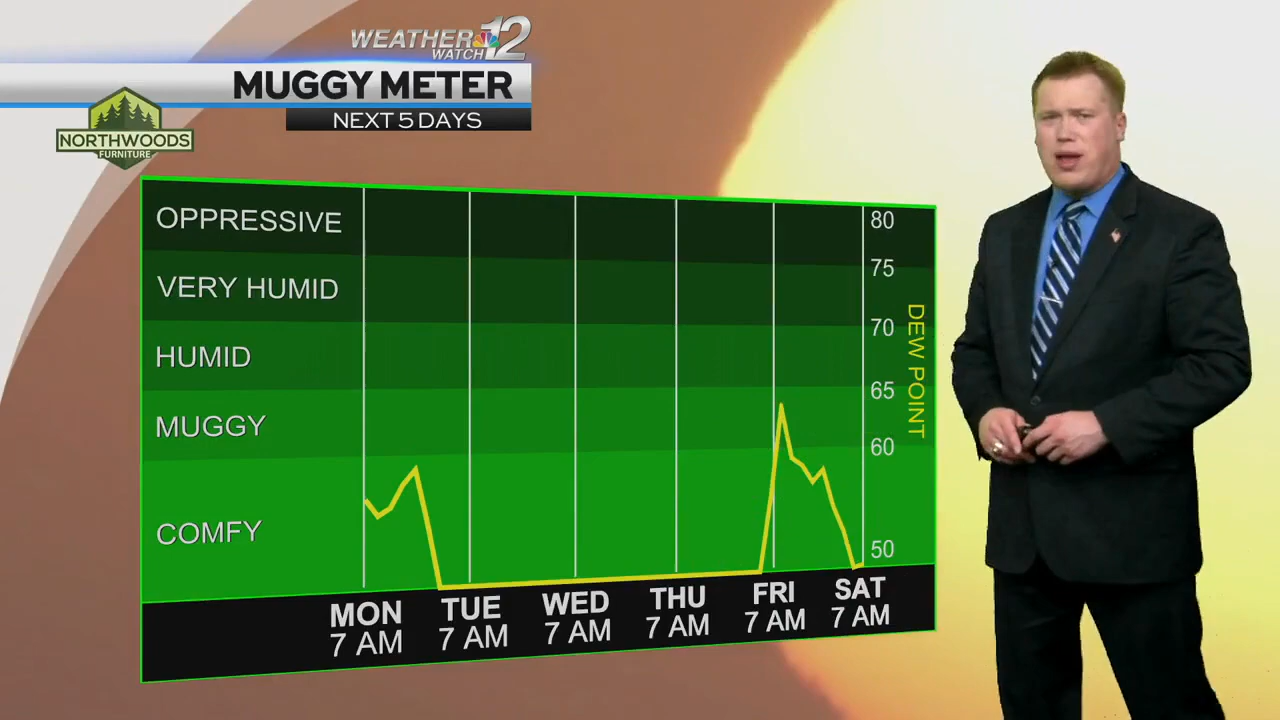 WEATHER
WATCH 12
MUGGY METER
NEXT 5 DAYS
NORTHWOODS
FURNITURE
OPPRESSIVE
VERY HUMID
HUMID
MUGGY
COMFY
80
75
70
65
60
50
DEW POINT
MON
7 AM
TUE
7 AM
WED
7 AM
THU
7 AM
FRI
7 AM
SAT
7 AM